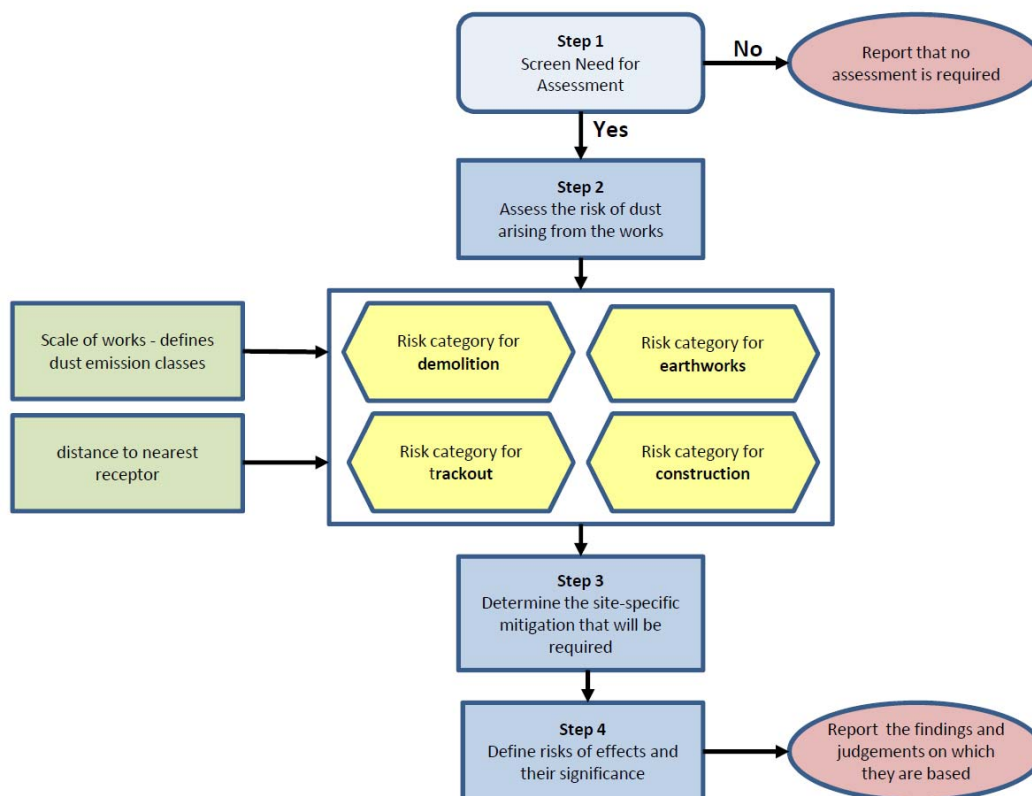 Step 1
Screen Need for
Assessment
No
Report that no
assessment is required
Yes
Step 2
Assess the risk of dust
arising from the works
Scale of works - defines
dust emission classes
Risk category for
demolition
Risk category for
earthworks
distance to nearest
receptor
Risk category for
trackout
Risk category for
construction
Step 3
Determine the site-specific
mitigation that will be
required
Step 4
Define risks of effects and
their significance
Report the findings and
judgements on which
they are based